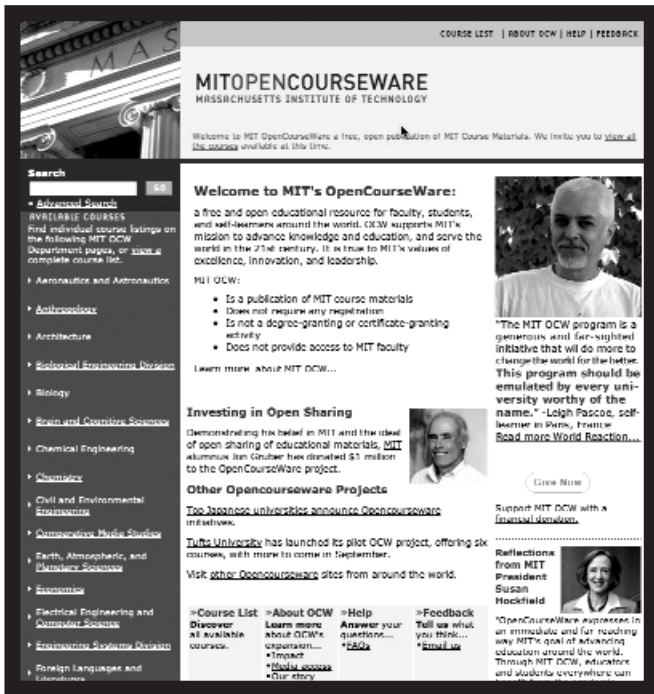 MAS
COURSE LIST | ABOUT OCW | HELP | FEEDBACK
MITOPENCOURSEWARE
MASSACHUSETTS INSTITUTE OF TECHNOLOGY
Welcome to MIT OpenCourseWare a free, open publication of MIT Course Materials. We invite you to view all
the courses available at this time.
Search
GO
• Advanced Search
AVAILABLE COURSES
Find individual course listings on
the following MIT OCW
Department pages, or view a
complete course list.
Aeronautics and Astronautics
Anthropology
Architecture
Biological Engineering Division
Biology
Brain and Cognitive Sciences
Chemical Engineering
Chemistry
Civil and Environmental
Engineering
Comparative Media Studies
Earth, Atmospheric, and
Planetary Sciences
Economics
Electrical Engineering and
Computer Science
Engineering Systems Division
Foreign Languages and
Literatures
Welcome to MIT's OpenCourseWare:
a free and open educational resource for faculty, students,
and self-learners around the world. OCW supports MIT's
mission to advance knowledge and education, and serve the
world in the 21st century. It is true to MIT's values of
excellence, innovation, and leadership.
MIT OCW:
• Is a publication of MIT course materials
• Does not require any registration
• Is not a degree-granting or certificate-granting
activity
• Does not provide access to MIT faculty
Learn more about MIT OCW...
Investing in Open Sharing
Demonstrating his belief in MIT and the ideal
of open sharing of educational materials, MIT
alumnus Jon Gruber has donated $1 million
to the OpenCourseWare project.
Other Opencourseware Projects
Top Japanese universities announce Opencourseware
initiatives.
Tufts University has launched its pilot OCW project, offering six
courses, with more to come in September.
Visit other Opencourseware sites from around the world.
»Course List
Discover
all available
courses.
»About OCW
Learn more
about OCW's
expansion...
•Impact
•Media access
•Our story
»Help
Answer your
questions...
•FAQs
»Feedback
Tell us what
you think...
•Email us
"The MIT OCW program is a
generous and far-sighted
initiative that wil do more to
change the world for the better.
This program should be
emulated by every uni-
versity worthy of the
name." -Leigh Pascoe, self-
learner in Paris, France
Read more World Reaction...
Give Now
Support MIT OCW with a
financial donation.
Reflections
from MIT
President
Susan
Hockfield
"OpenCourseWare expresses in
an immediate and far reaching
way MIT's goal of advancing
education around the world.
Through MIT OCW, educators
and students everywhere can